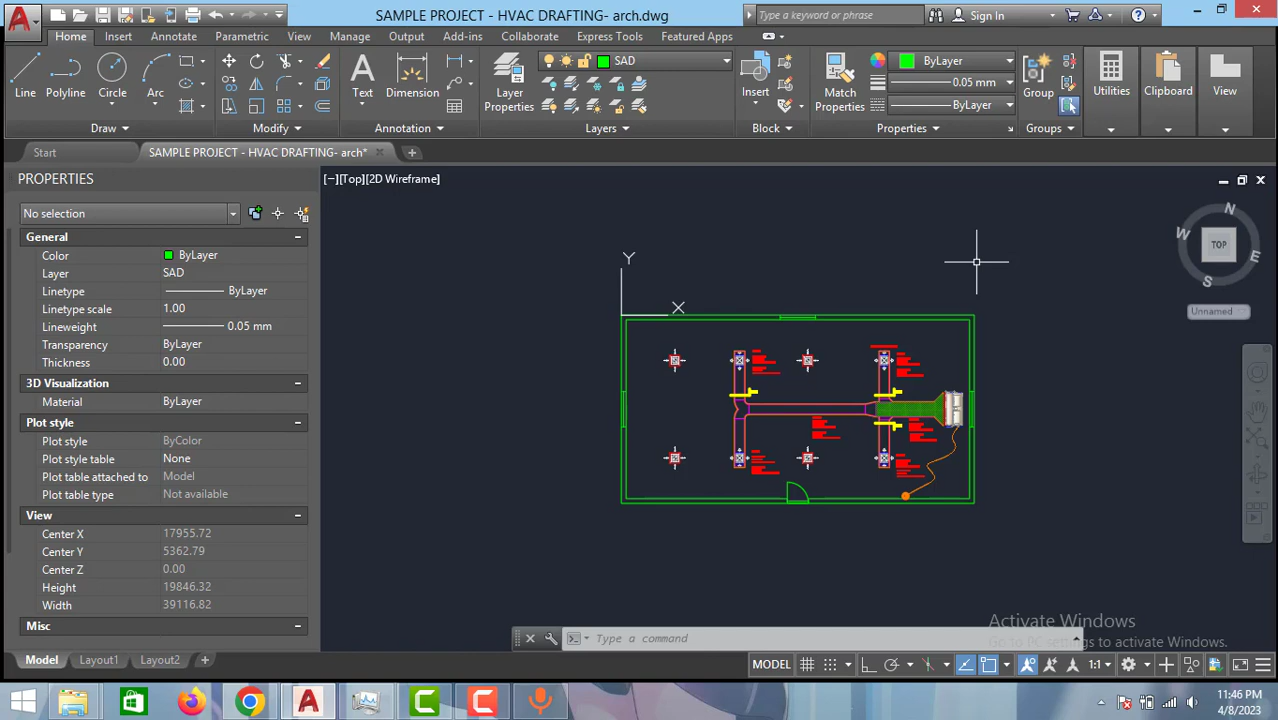 A SAMPLE PROJECT - HVAC DRAFTING- arch.dwg Type a keyword or phrase Sign In ?
Home Insert Annotate Parametric View Manage Output Add-ins Collaborate Express Tools Featured Apps
SAD ByLayer
0.05 mm
ByLayer
Line Polyline Circle Arc Text Dimension Layer Properties Insert Match Properties Group Utilities Clipboard View
Draw Modify Annotation Layers Block Properties Groups
Start SAMPLE PROJECT - HVAC DRAFTING- arch*
PROPERTIES
[−][Top][2D Wireframe]
No selection
General
Color ByLayer
Layer SAD
Linetype ByLayer
Linetype scale 1.00
Lineweight 0.05 mm
Transparency ByLayer
Thickness 0.00
3D Visualization
Material ByLayer
Plot style
Plot style ByColor
Plot style table None
Plot table attached to Model
Plot table type Not available
View
Center X 17955.72
Center Y 5362.79
Center Z 0.00
Height 19846.32
Width 39116.82
Misc
Y
X
N
W TOP E
S
Unnamed
Activate Windows
Go to PC settings to activate Windows.
Type a command
Model Layout1 Layout2 + MODEL 1:1
11:46 PM
4/8/2023